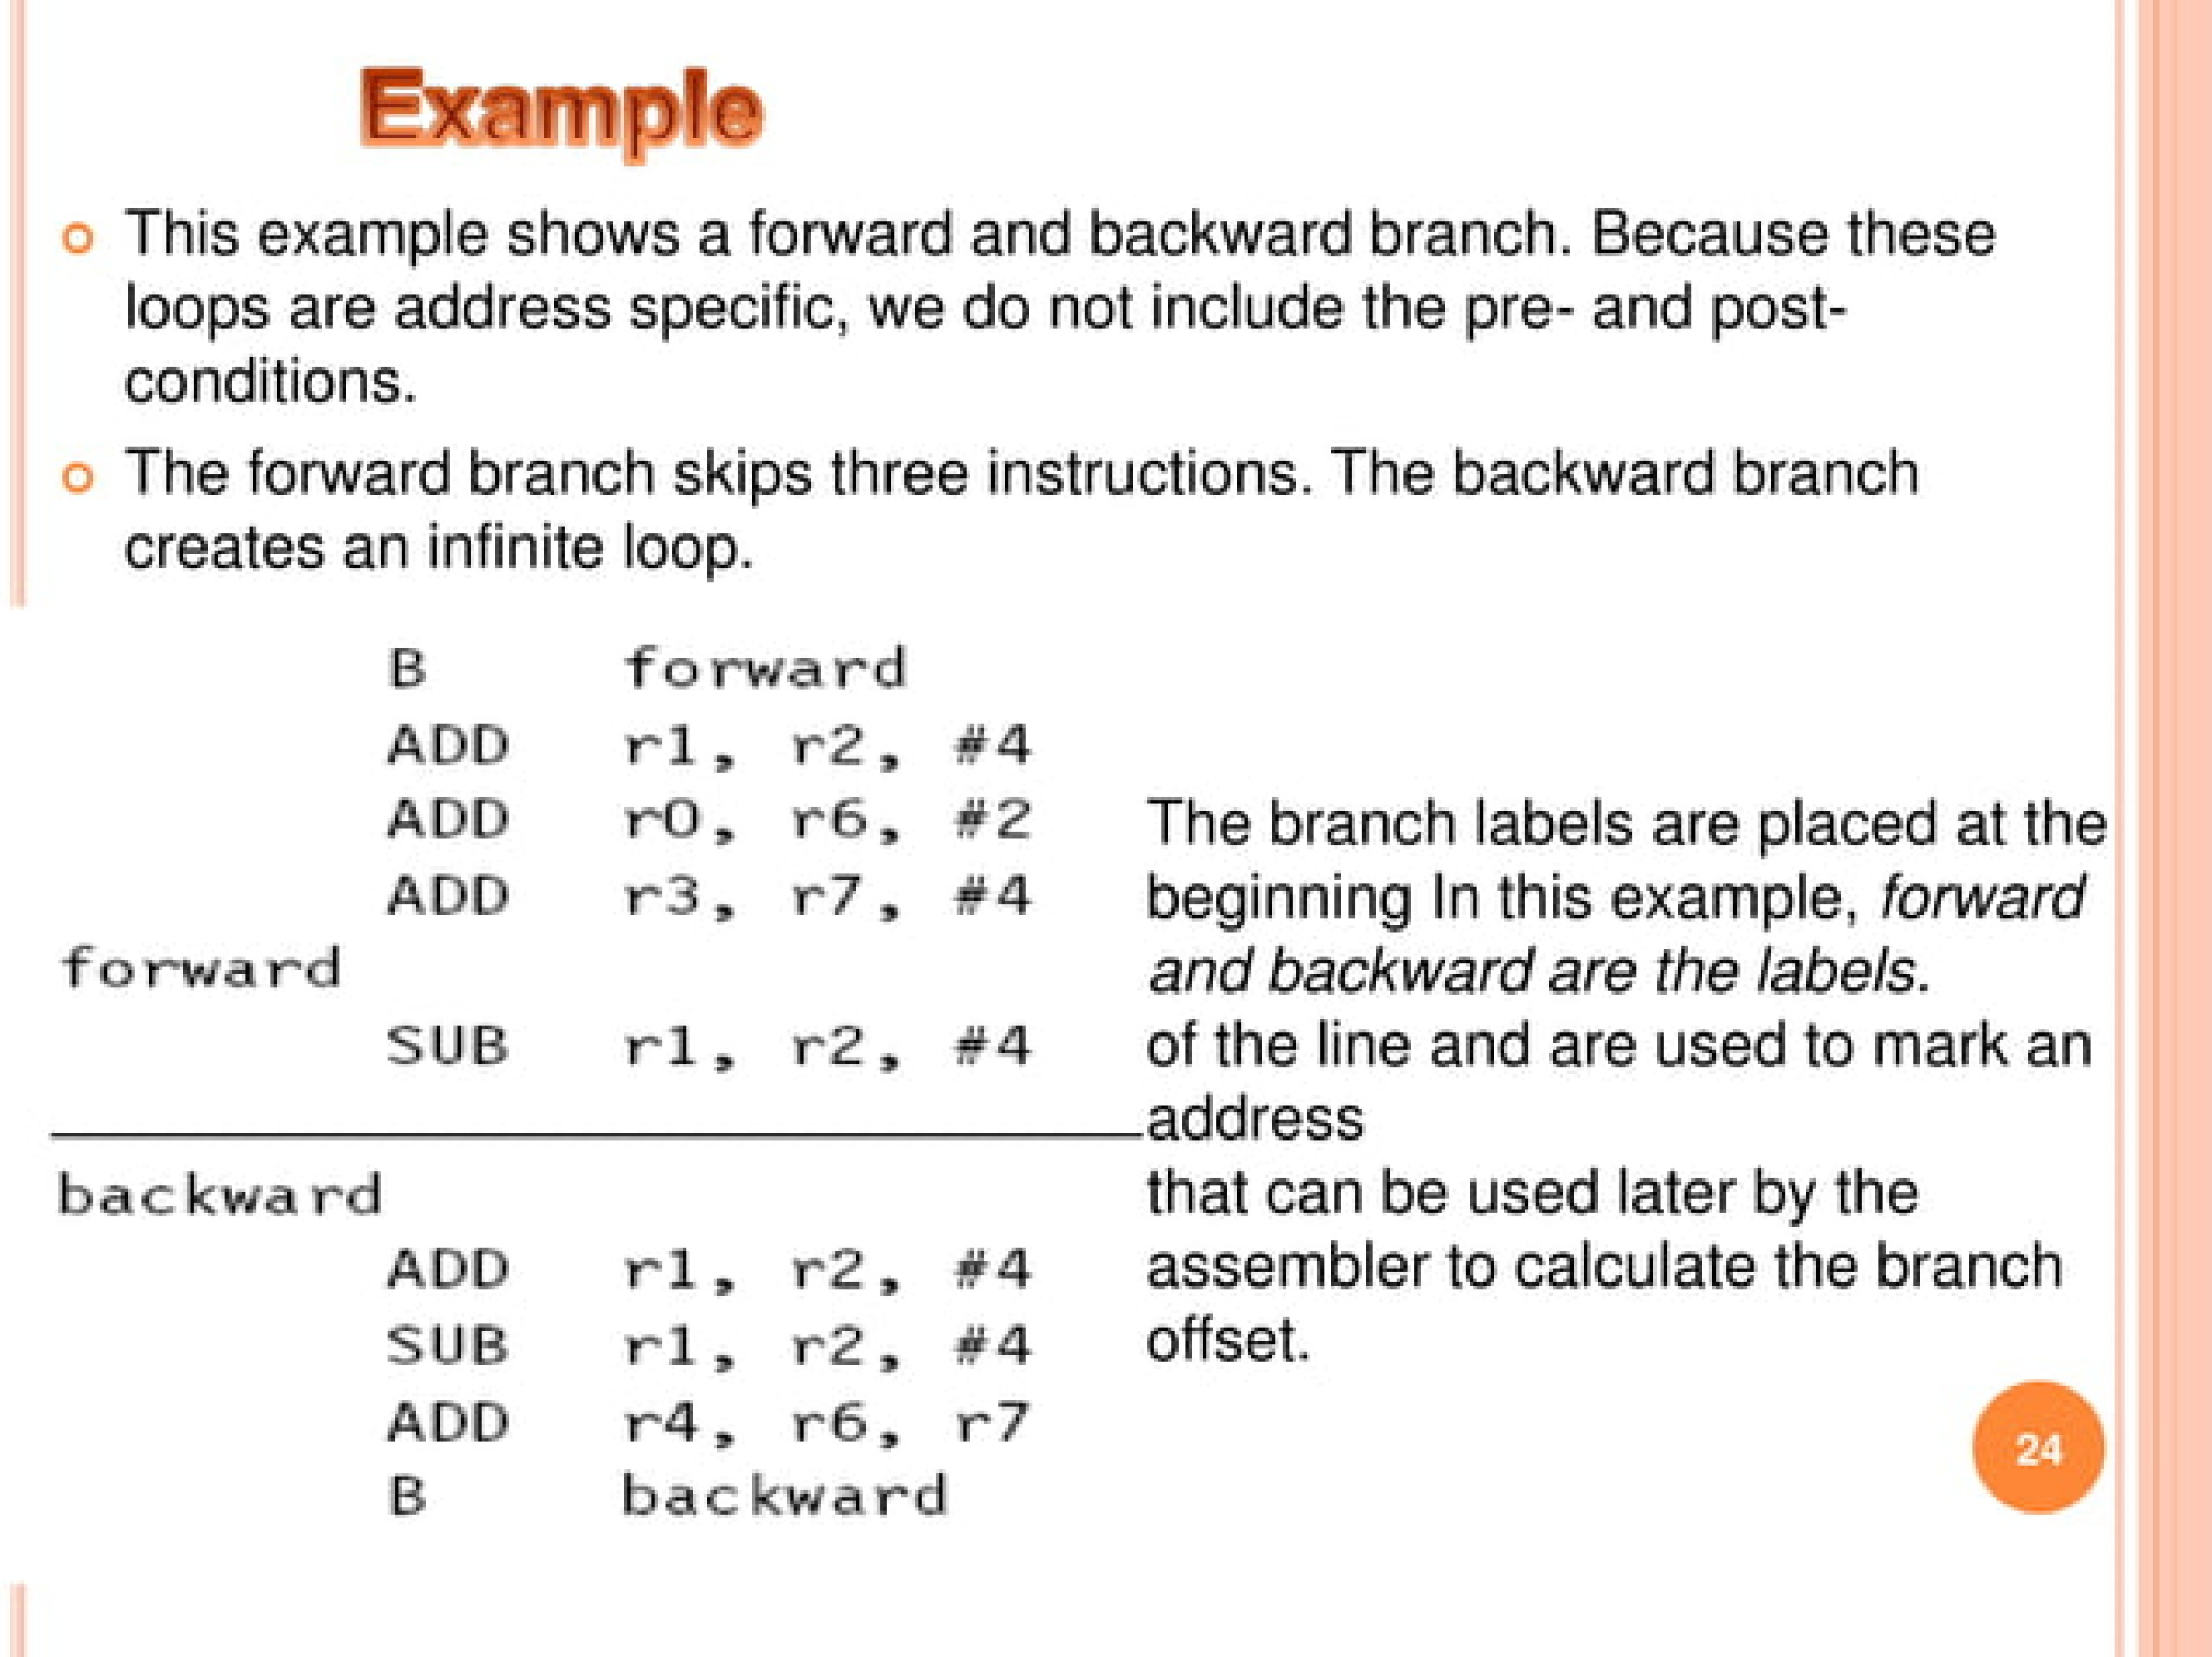 Example
This example shows a forward and backward branch. Because these
loops are address specific, we do not include the pre- and post-
conditions.
The forward branch skips three instructions. The backward branch
creates an infinite loop.
B forward
ADD r1, r2, #4
ADD r0, r6, #2
ADD r3, r7, #4
forward
SUB r1, r2, #4
backward
ADD r1, r2, #4
SUB r1, r2, #4
ADD r4, r6, r7
B backward
The branch labels are placed at the
beginning In this example, forward
and backward are the labels.
of the line and are used to mark an
address
that can be used later by the
assembler to calculate the branch
offset.
24